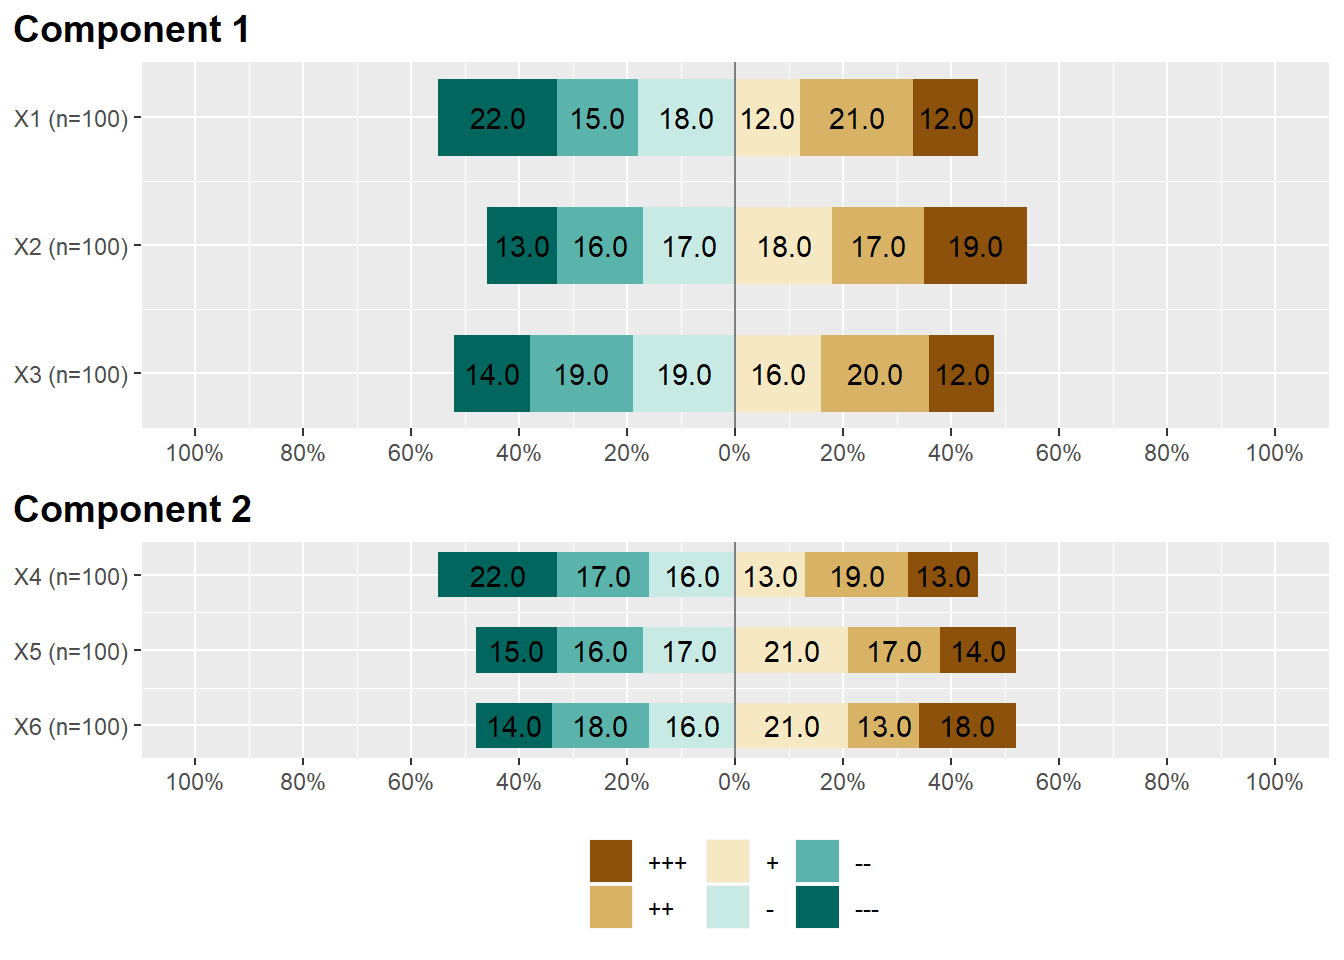 Component 1
X1 (n=100) 22.0 15.0 18.0 12.0 21.0 12.0
X2 (n=100) 13.0 16.0 17.0 18.0 17.0 19.0
X3 (n=100) 14.0 19.0 19.0 16.0 20.0 12.0
100% 80% 60% 40% 20% 0% 20% 40% 60% 80% 100%
Component 2
X4 (n=100) 22.0 17.0 16.0 13.0 19.0 13.0
X5 (n=100) 15.0 16.0 17.0 21.0 17.0 14.0
X6 (n=100) 14.0 18.0 16.0 21.0 13.0 18.0
100% 80% 60% 40% 20% 0% 20% 40% 60% 80% 100%
+++ + --
++ - ---